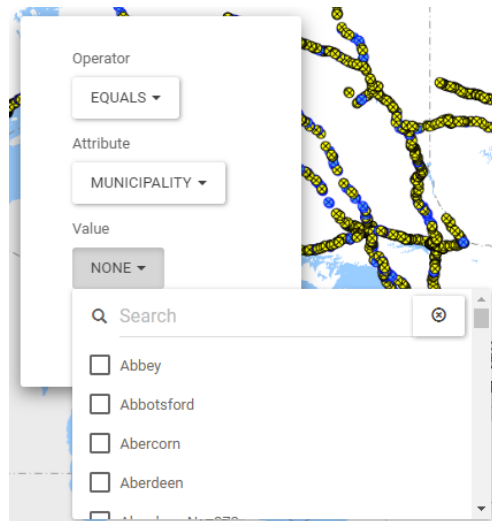 Operator
EQUALS
Attribute
MUNICIPALITY
Value
NONE
Search
Abbey
Abbotsford
Abercorn
Aberdeen